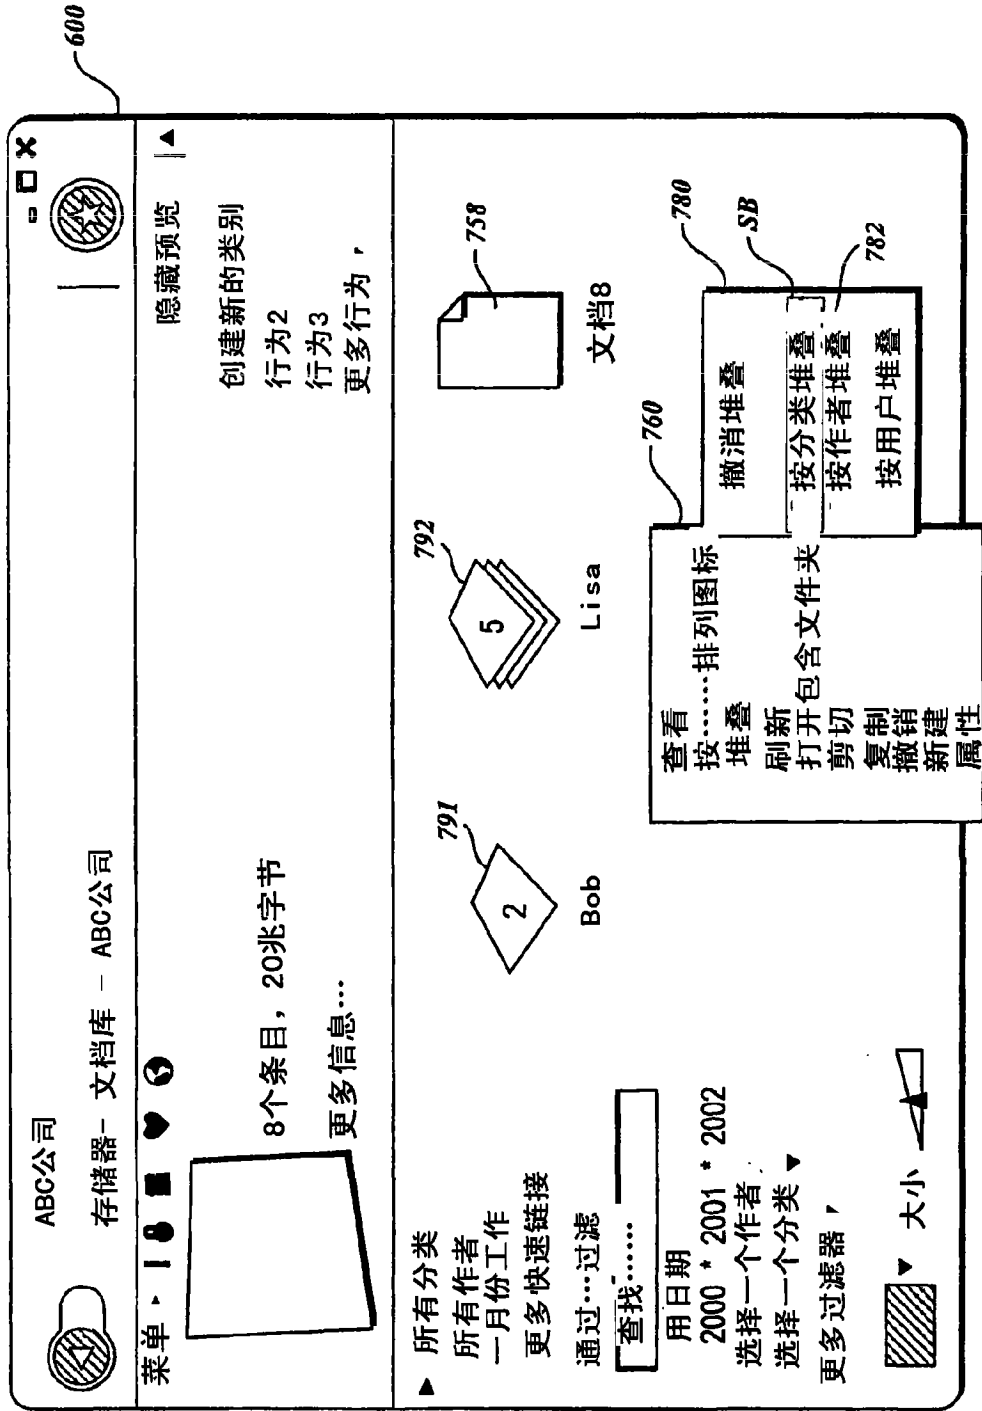 600
ABC公司
存储器- 文档库 - ABC公司
菜单
隐藏预览
8个条目，20兆字节
更多信息…
创建新的类别
行为2
行为3
更多行为，
所有分类
所有作者
一月份工作
更多快速链接
通过…过滤
查找……
用日期
2000 * 2001 * 2002
选择一个作者
选择一个分类
更多过滤器，
大小
791
2
Bob
792
5
Lisa
758
文档8
760
查看
按……排列图标
堆叠
刷新
打开包含文件夹
剪切
复制
撤销
新建
属性
780
撤消堆叠
按分类堆叠
按作者堆叠
按用户堆叠
SB
782